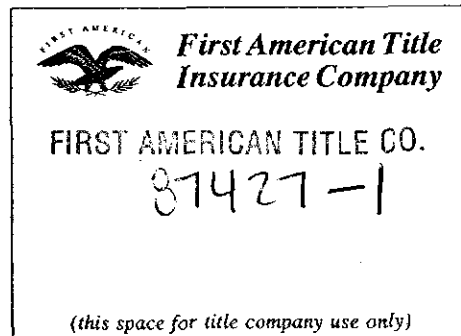 FIRST AMERICAN
First American Title
Insurance Company
FIRST AMERICAN TITLE CO.
87427-1
(this space for title company use only)